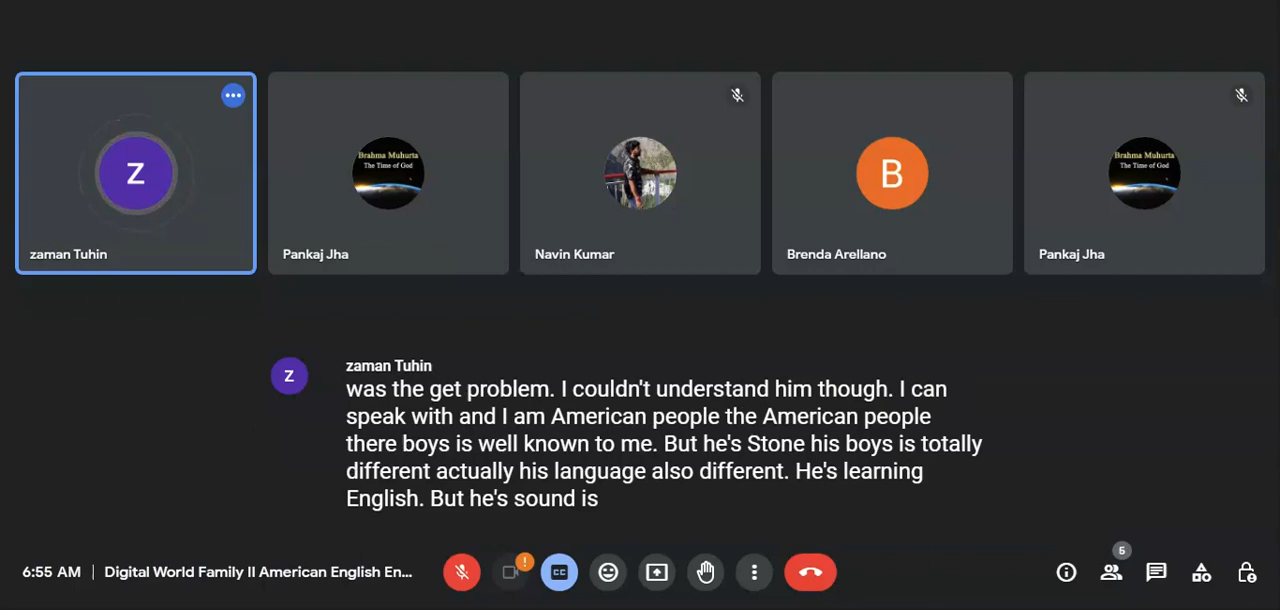 Z
Brahma Muhurta
The Time of God
B
Brahma Muhurta
The Time of God
zaman Tuhin
Pankaj Jha
Navin Kumar
Brenda Arellano
Pankaj Jha
Z
zaman Tuhin
was the get problem. I couldn't understand him though. I can
speak with and I am American people the American people
there boys is well known to me. But he's Stone his boys is totally
different actually his language also different. He's learning
English. But he's sound is
6:55 AM | Digital World Family II American English En...
!
CC
5